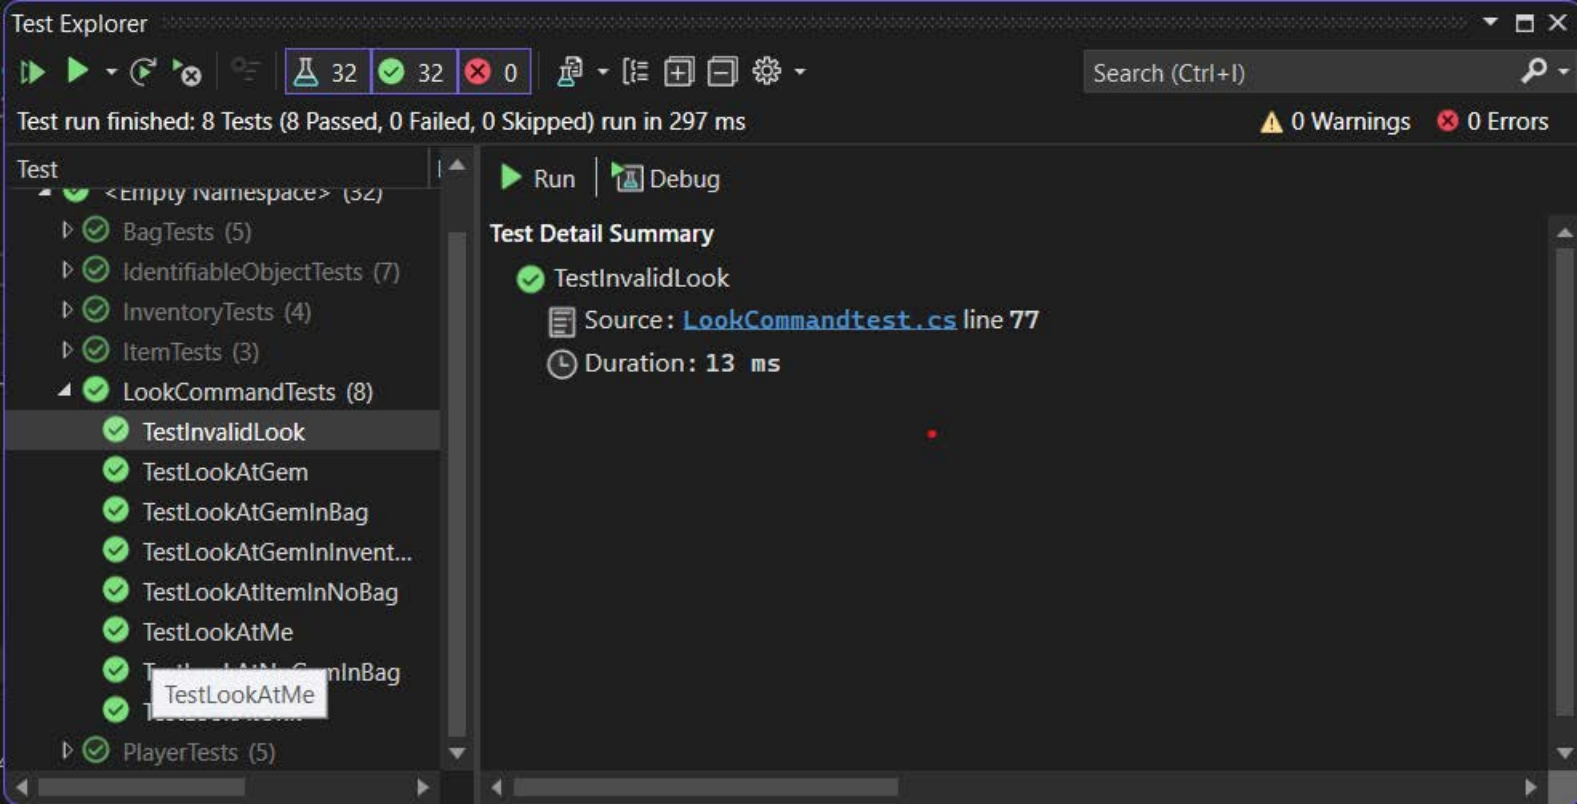 Test Explorer
32 32 0
Search (Ctrl+I)
Test run finished: 8 Tests (8 Passed, 0 Failed, 0 Skipped) run in 297 ms
0 Warnings 0 Errors
Test
<Empty Namespace> (32)
BagTests (5)
IdentifiableObjectTests (7)
InventoryTests (4)
ItemTests (3)
LookCommandTests (8)
TestInvalidLook
TestLookAtGem
TestLookAtGemInBag
TestLookAtGemInInvent...
TestLookAtItemInNoBag
TestLookAtMe
TestLookAtMe
PlayerTests (5)
Run Debug
Test Detail Summary
TestInvalidLook
Source: LookCommandtest.cs line 77
Duration: 13 ms